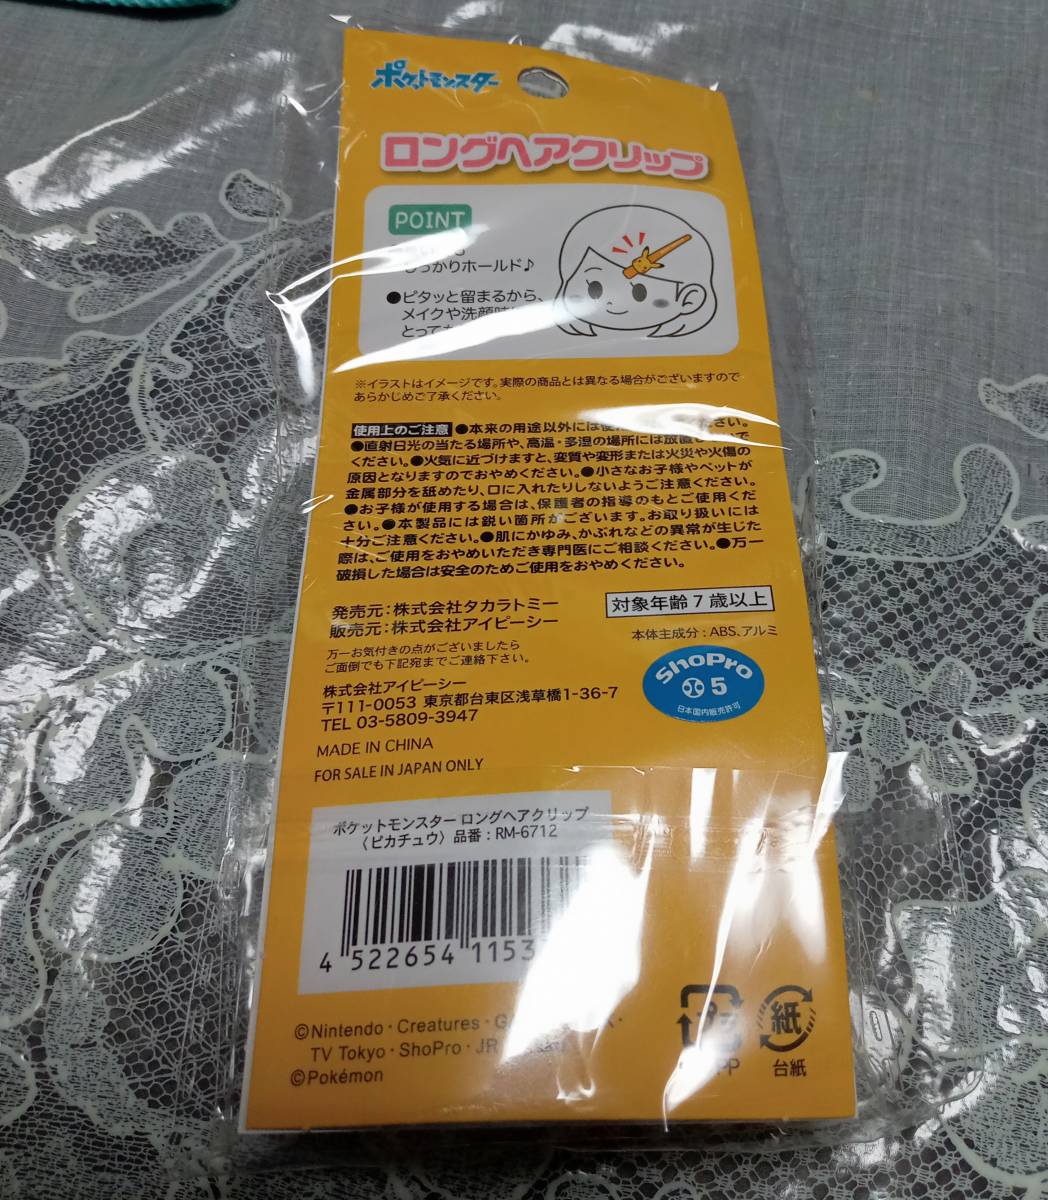 ポケットモンスター
ロングヘアクリップ
POINT
しっかりホールド♪
●ピタッと留まるから、
メイクや洗顔時に
とっても
※イラストはイメージです。実際の商品とは異なる場合がございますので
あらかじめご了承ください。
使用上のご注意 ●本来の用途以外には使用 ください。
●直射日光の当たる場所や、高温・多湿の場所には放置しないで
ください。●火気に近づけますと、変質や変形または火災や火傷の
原因となりますのでおやめください。●小さなお子様やペットが
金属部分を舐めたり、口に入れたりしないようご注意ください。
●お子様が使用する場合は、保護者の指導のもとご使用くだ
さい。●本製品には鋭い箇所がございます。お取り扱いには
十分ご注意ください。●肌にかゆみ、かぶれなどの異常が生じた
際は、ご使用をおやめいただき専門医にご相談ください。●万一
破損した場合は安全のためご使用をおやめください。
発売元:株式会社タカラトミー
販売元:株式会社アイピーシー
対象年齢7歳以上
本体主成分:ABS、アルミ
万一お気付きの点がございましたら
ご面倒でも下記宛までご連絡下さい。
ShoPro
5
日本国内販売許可
株式会社アイピーシー
〒111-0053 東京都台東区浅草橋1-36-7
TEL 03-5809-3947
MADE IN CHINA
FOR SALE IN JAPAN ONLY
ポケットモンスター ロングヘアクリップ
〈ピカチュウ〉品番:RM-6712
4 522654 1153
©Nintendo・Creatures・
TV Tokyo・ShoPro・JR
©Pokémon
PP
紙
台紙